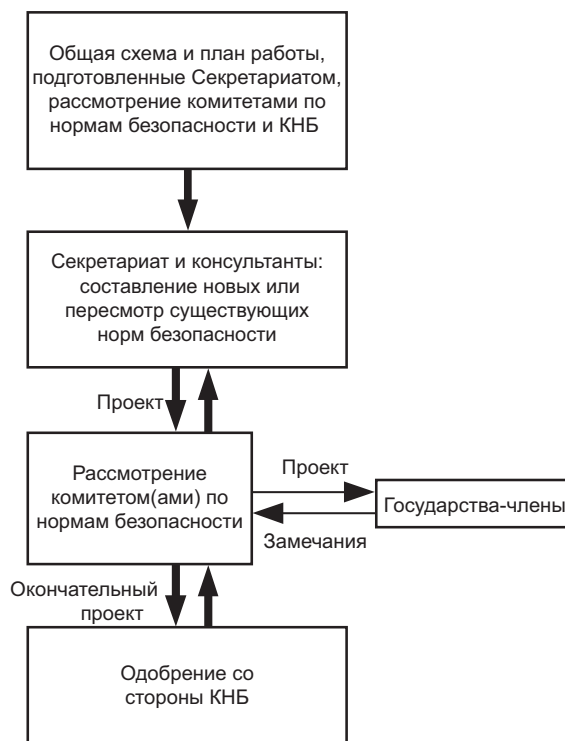 Общая схема и план работы,
подготовленные Секретариатом,
рассмотрение комитетами по
нормам безопасности и КНБ
Секретариат и консультанты:
составление новых или
пересмотр существующих
норм безопасности
Проект
Рассмотрение
комитетом(ами) по
нормам безопасности
Проект
Государства-члены
Замечания
Окончательный
проект
Одобрение со
стороны КНБ